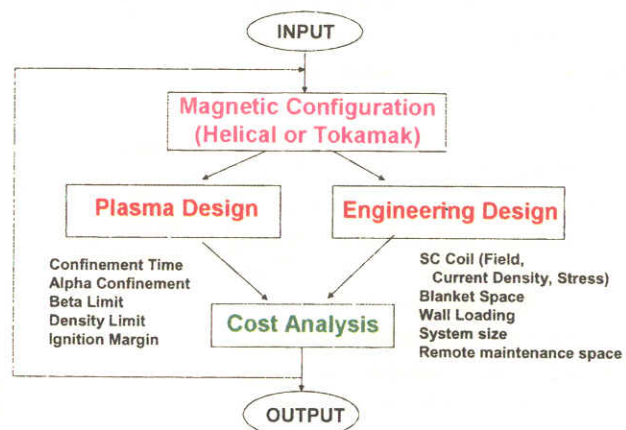 INPUT
Magnetic Configuration
(Helical or Tokamak)
Plasma Design
Engineering Design
Confinement Time
Alpha Confinement
Beta Limit
Density Limit
Ignition Margin
SC Coil (Field,
Current Density, Stress)
Blanket Space
Wall Loading
System size
Remote maintenance space
Cost Analysis
OUTPUT